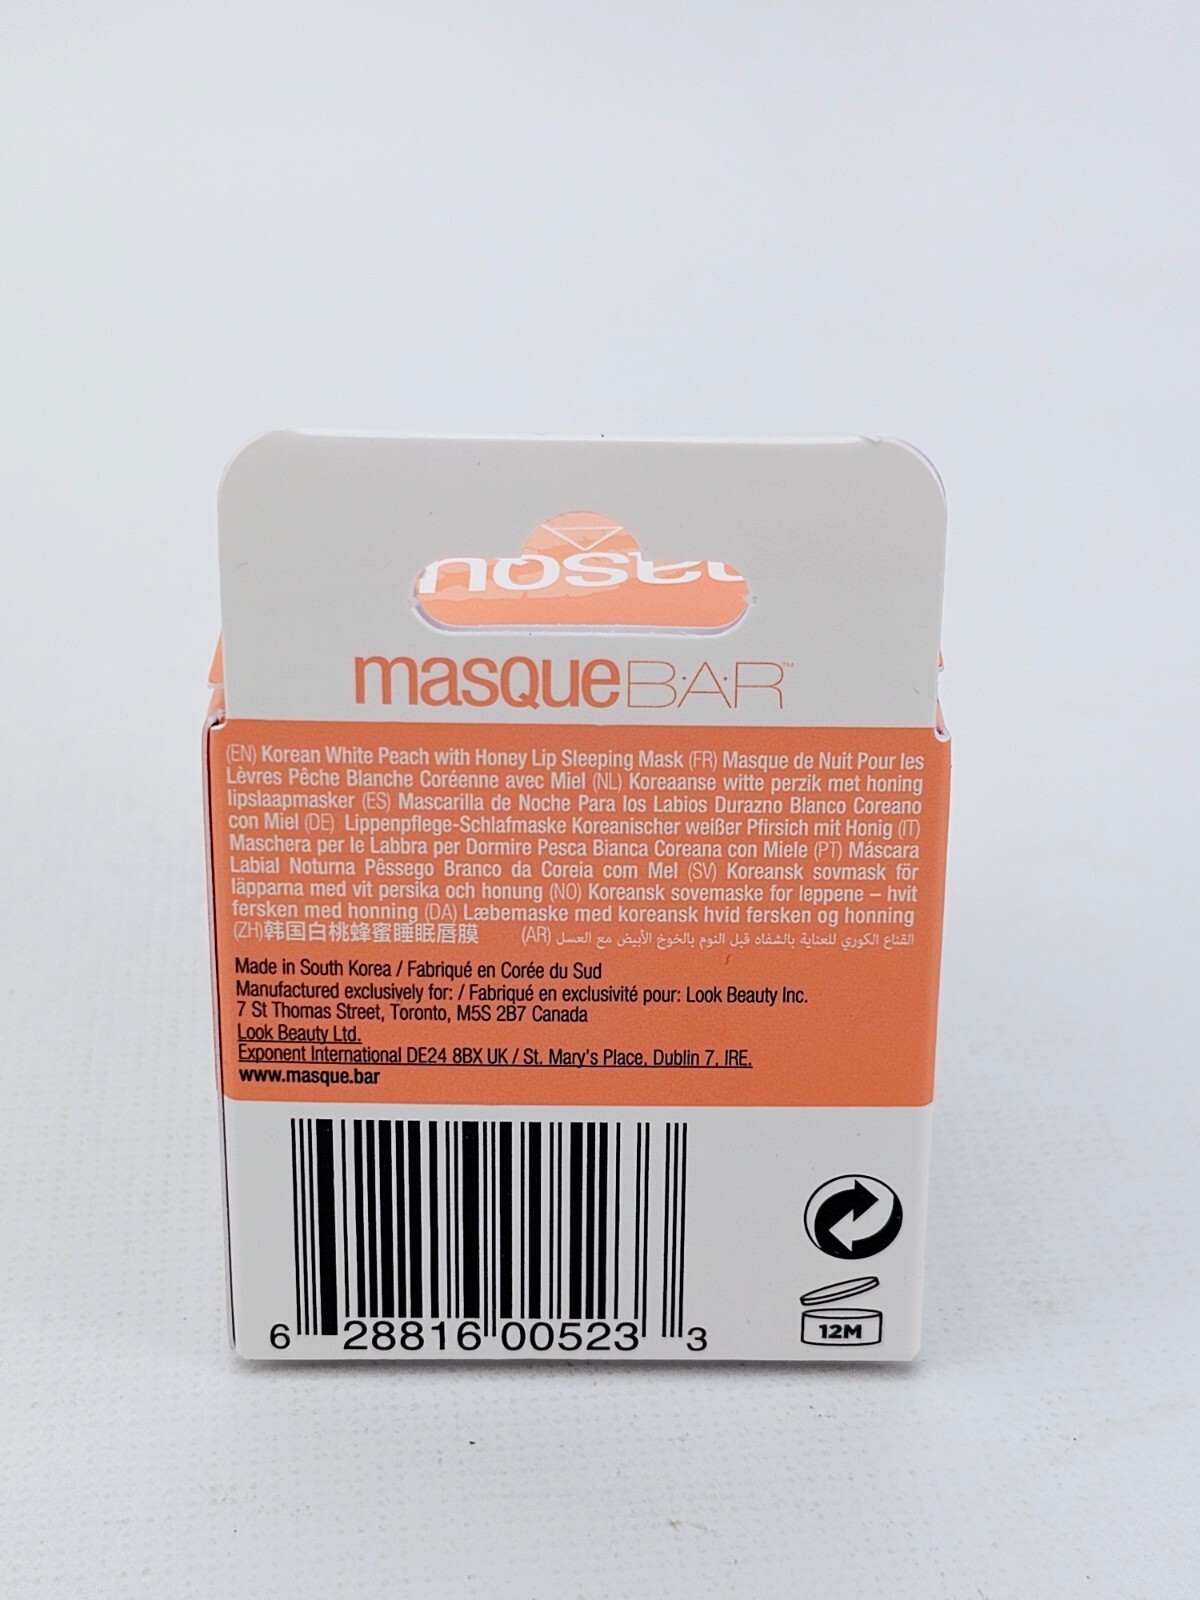 masqueBAR™
(EN) Korean White Peach with Honey Lip Sleeping Mask (FR) Masque de Nuit Pour les
Lèvres Pêche Blanche Coréenne avec Miel (NL) Koreaanse witte perzik met honing
lipslaapmasker (ES) Mascarilla de Noche Para los Labios Durazno Blanco Coreano
con Miel (DE) Lippenpflege-Schlafmaske Koreanischer weißer Pfirsich mit Honig (IT)
Maschera per le Labbra per Dormire Pesca Bianca Coreana con Miele (PT) Máscara
Labial Noturna Pêssego Branco da Coreia com Mel (SV) Koreansk sovmask för
läpparna med vit persika och honung (NO) Koreansk sovemaske for leppene – hvit
fersken med honning (DA) Læbemaske med koreansk hvid fersken og honning
(ZH)韩国白桃蜂蜜睡眠唇膜 (AR) القناع الكوري للعناية بالشفاه قبل النوم بالخوخ الأبيض مع العسل
Made in South Korea / Fabriqué en Corée du Sud
Manufactured exclusively for: / Fabriqué en exclusivité pour: Look Beauty Inc.
7 St Thomas Street, Toronto, M5S 2B7 Canada
Look Beauty Ltd.
Exponent International DE24 8BX UK / St. Mary's Place, Dublin 7, IRE.
www.masque.bar
6 28816 00523 3
12M